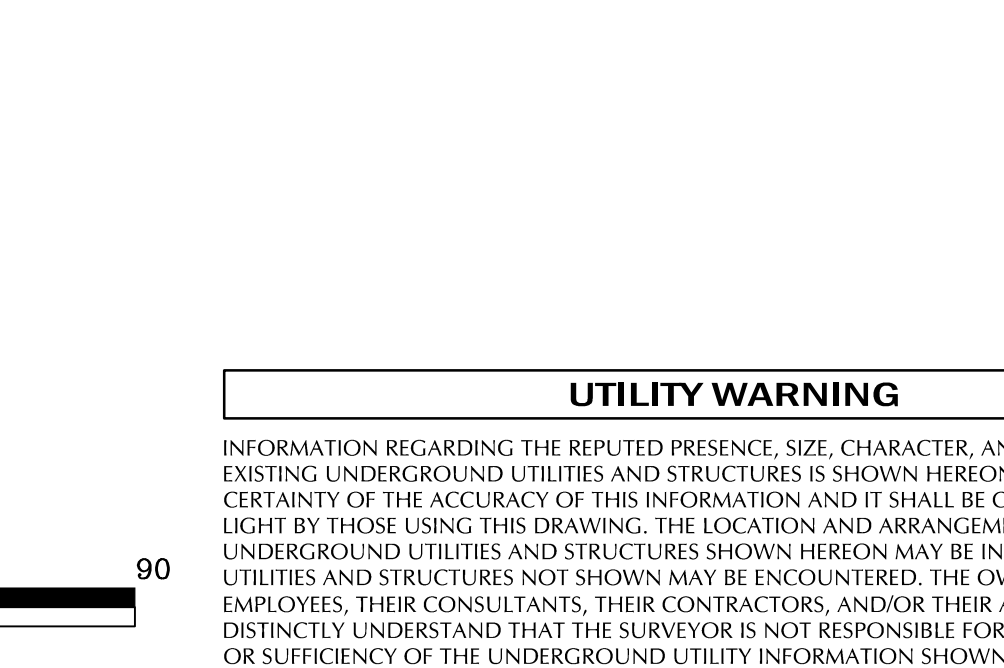 UTILITY WARNING
INFORMATION REGARDING THE REPUTED PRESENCE, SIZE, CHARACTER,
EXISTING UNDERGROUND UTILITIES AND STRUCTURES IS SHOWN HEREON
CERTAINTY OF THE ACCURACY OF THIS INFORMATION AND IT SHALL BE
LIGHT BY THOSE USING THIS DRAWING. THE LOCATION AND
UNDERGROUND UTILITIES AND STRUCTURES SHOWN HEREON MAY BE
UTILITIES AND STRUCTURES NOT SHOWN MAY BE ENCOUNTERED. THE
EMPLOYEES, THEIR CONSULTANTS, THEIR CONTRACTORS, AND/OR THEIR
DISTINCTLY UNDERSTAND THAT THE SURVEYOR IS NOT RESPONSIBLE FOR
OR SUFFICIENCY OF THE UNDERGROUND UTILITY INFORMATION SHOWN
90